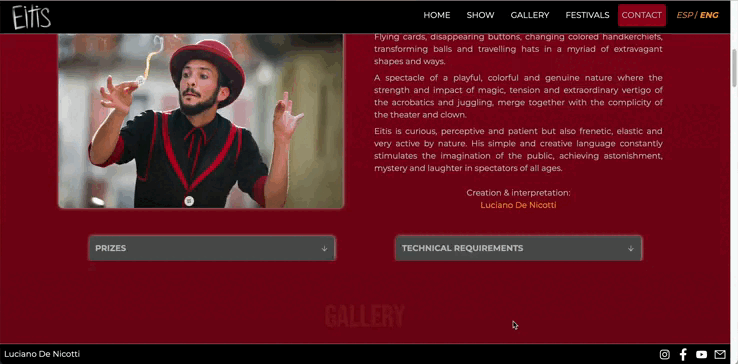 Eitis
HOME SHOW GALLERY FESTIVALS CONTACT ESP / ENG
Flying cards, disappearing buttons, changing colored handkerchiefs,
transforming balls and travelling hats in a myriad of extravagant
shapes and ways.
A spectacle of a playful, colorful and genuine nature where the
strength and impact of magic, tension and extraordinary vertigo of
the acrobatics and juggling, merge together with the complicity of
the theater and clown.
Eitis is curious, perceptive and patient but also frenetic, elastic and
very active by nature. His simple and creative language constantly
stimulates the imagination of the public, achieving astonishment,
mystery and laughter in spectators of all ages.
Creation & interpretation:
Luciano De Nicotti
PRIZES ↓
TECHNICAL REQUIREMENTS ↓
GALLERY
Luciano De Nicotti